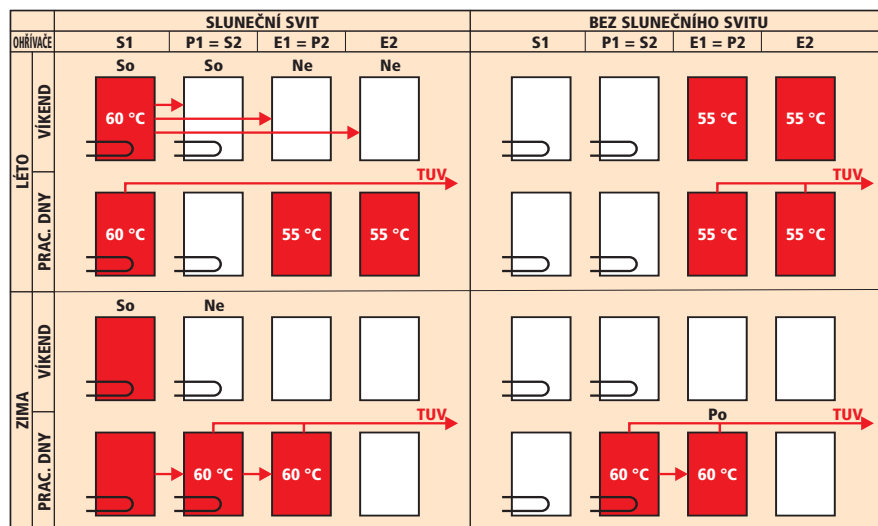 SLUNEČNÍ SVIT BEZ SLUNEČNÍHO SVITU
OHŘÍVAČE S1 P1 = S2 E1 = P2 E2 S1 P1 = S2 E1 = P2 E2
LÉTO
VÍKEND
So So Ne Ne
60 °C 55 °C 55 °C
PRAC. DNY
TUV TUV
60 °C 55 °C 55 °C 55 °C 55 °C
ZIMA
VÍKEND
So Ne
PRAC. DNY
TUV Po TUV
60 °C 60 °C 60 °C 60 °C